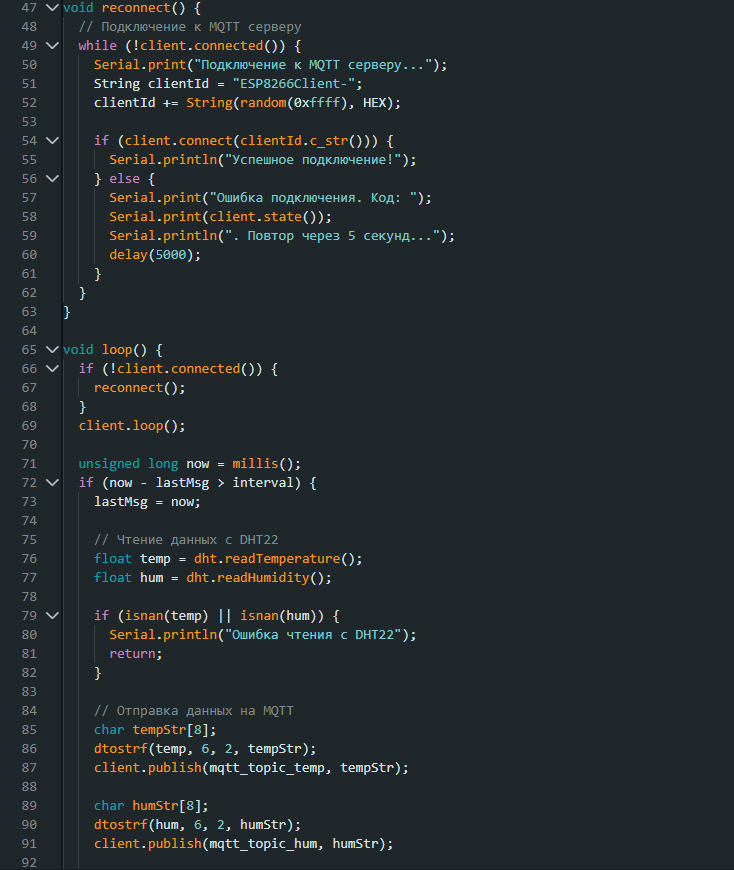 47 void reconnect() {
48 // Подключение к MQTT серверу
49 while (!client.connected()) {
50 Serial.print("Подключение к MQTT серверу...");
51 String clientId = "ESP8266Client-";
52 clientId += String(random(0xffff), HEX);
53
54 if (client.connect(clientId.c_str())) {
55 Serial.println("Успешное подключение!");
56 } else {
57 Serial.print("Ошибка подключения. Код: ");
58 Serial.print(client.state());
59 Serial.println(". Повтор через 5 секунд...");
60 delay(5000);
61 }
62 }
63 }
64
65 void loop() {
66 if (!client.connected()) {
67 reconnect();
68 }
69 client.loop();
70
71 unsigned long now = millis();
72 if (now - lastMsg > interval) {
73 lastMsg = now;
74
75 // Чтение данных с DHT22
76 float temp = dht.readTemperature();
77 float hum = dht.readHumidity();
78
79 if (isnan(temp) || isnan(hum)) {
80 Serial.println("Ошибка чтения с DHT22");
81 return;
82 }
83
84 // Отправка данных на MQTT
85 char tempStr[8];
86 dtostrf(temp, 6, 2, tempStr);
87 client.publish(mqtt_topic_temp, tempStr);
88
89 char humStr[8];
90 dtostrf(hum, 6, 2, humStr);
91 client.publish(mqtt_topic_hum, humStr);
92